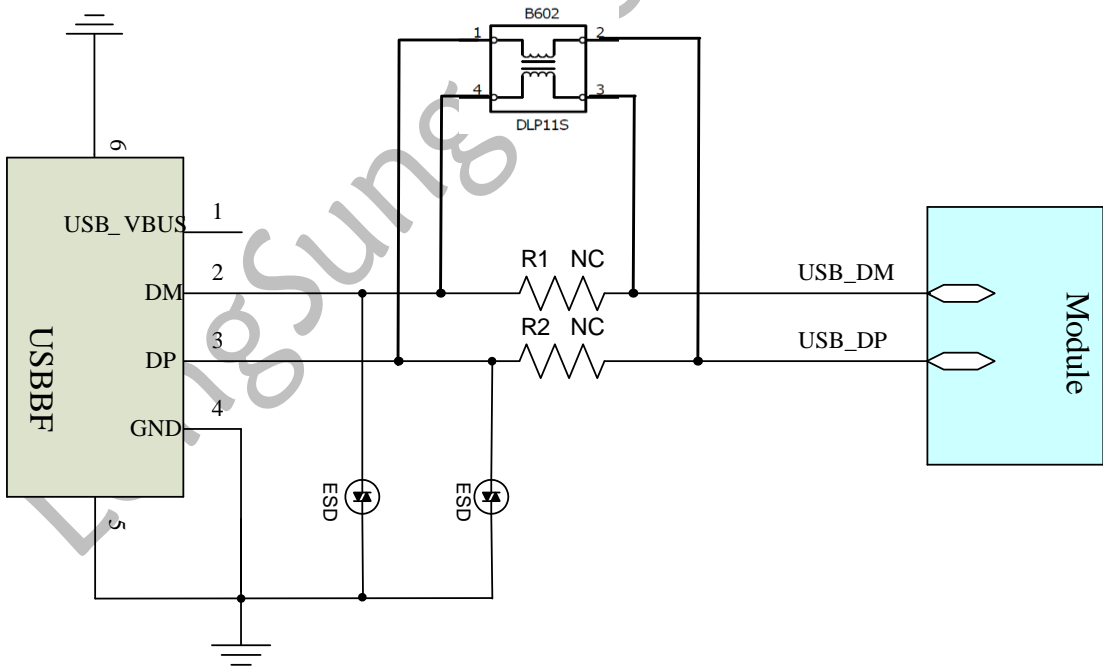 B602
1 2
4 3
DLP11S
6
USB_VBUS 1
DM 2
DP 3
GND 4
5
USBBF
R1 NC
R2 NC
USB_DM
USB_DP
Module
ESD
ESD